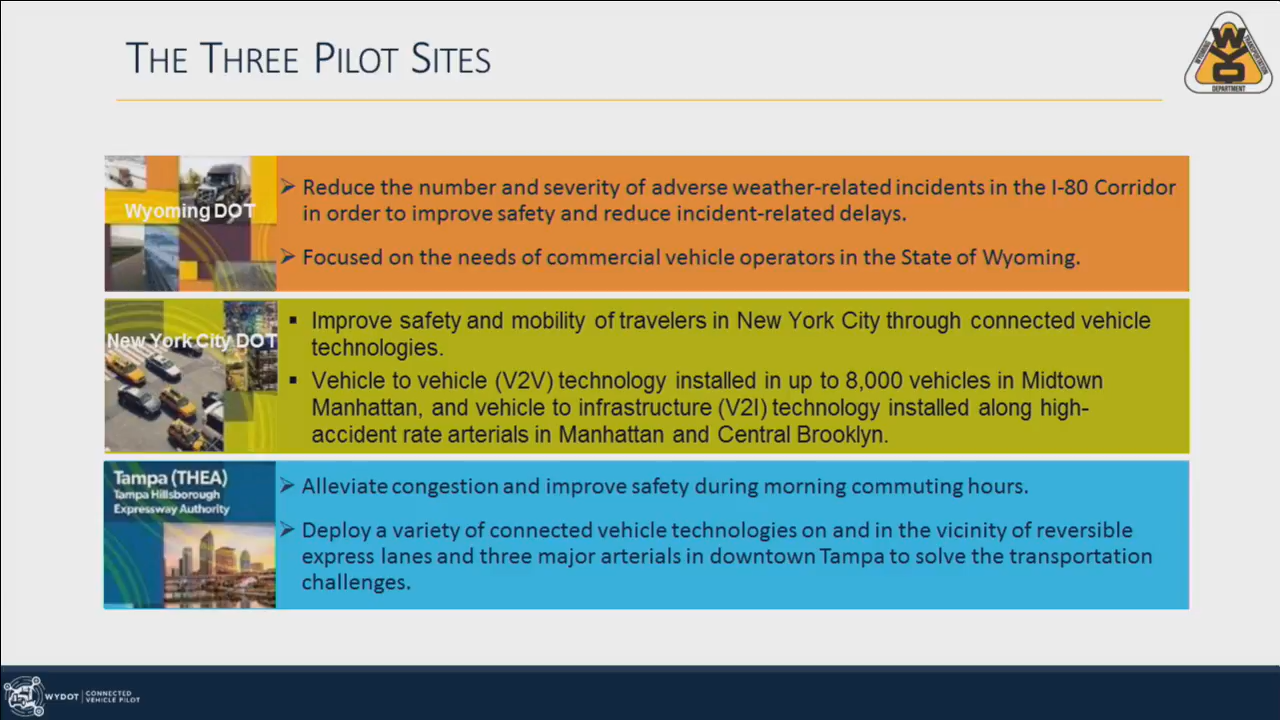 THE THREE PILOT SITES
WYOMING
TRANSPORTATION
WYO
DEPARTMENT
Wyoming DOT
➢ Reduce the number and severity of adverse weather-related incidents in the I-80 Corridor
in order to improve safety and reduce incident-related delays.
➢ Focused on the needs of commercial vehicle operators in the State of Wyoming.
New York City DOT
▪ Improve safety and mobility of travelers in New York City through connected vehicle
technologies.
▪ Vehicle to vehicle (V2V) technology installed in up to 8,000 vehicles in Midtown
Manhattan, and vehicle to infrastructure (V2I) technology installed along high-
accident rate arterials in Manhattan and Central Brooklyn.
Tampa (THEA)
Tampa Hillsborough
Expressway Authority
➢ Alleviate congestion and improve safety during morning commuting hours.
➢ Deploy a variety of connected vehicle technologies on and in the vicinity of reversible
express lanes and three major arterials in downtown Tampa to solve the transportation
challenges.
WYDOT | CONNECTED
VEHICLE PILOT